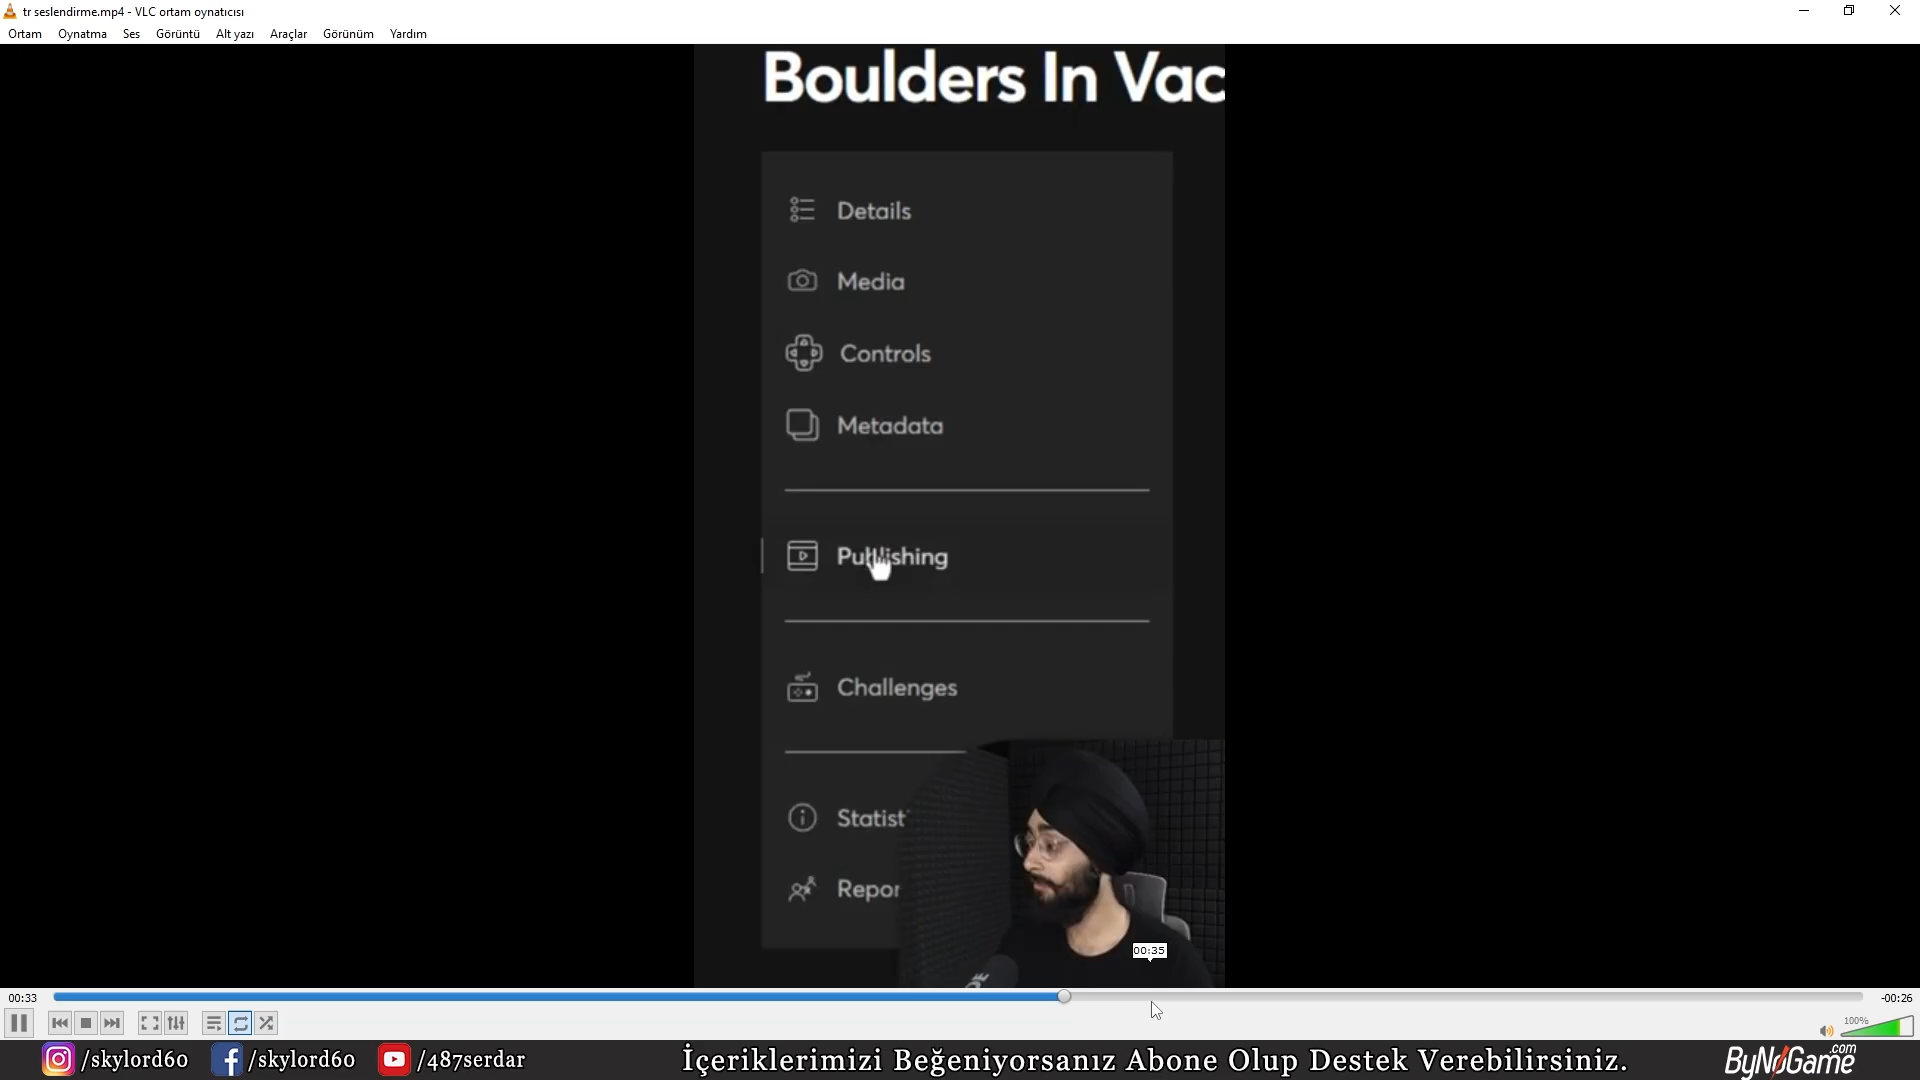 tr seslendirme.mp4 - VLC ortam oynatıcısı
Ortam Oynatma Ses Görüntü Alt yazı Araçlar Görünüm Yardım
Boulders In Vac
Details
Media
Controls
Metadata
Publishing
Challenges
Statist
Repor
00:35
00:33
-00:26
100%
/skylord60 /skylord60 /487serdar İçeriklerimizi Beğeniyorsanız Abone Olup Destek Verebilirsiniz. ByNoGame.com